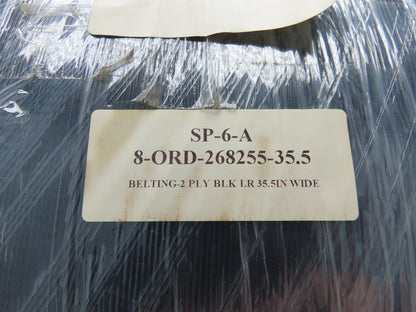 SP-6-A
8-ORD-268255-35.5
BELTING-2 PLY BLK LR 35.5IN WIDE